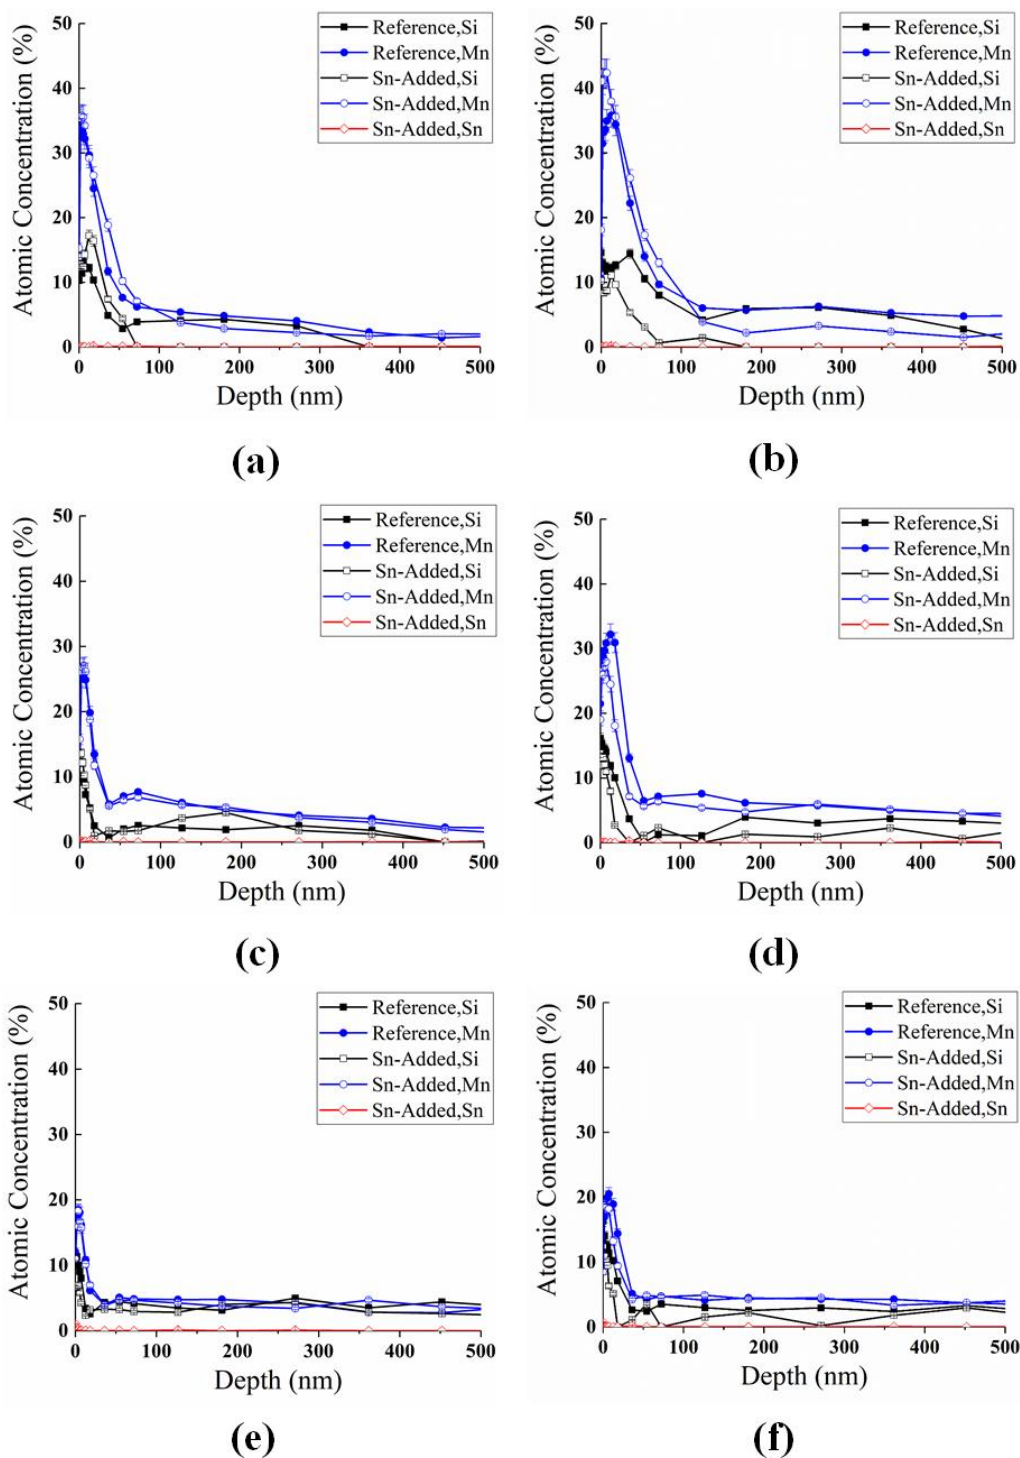 50
40
30
20
10
0
Atomic Concentration (%)
Reference,Si
Reference,Mn
Sn-Added,Si
Sn-Added,Mn
Sn-Added,Sn
0 100 200 300 400 500
Depth (nm)
(a)
50
40
30
20
10
0
Atomic Concentration (%)
Reference,Si
Reference,Mn
Sn-Added,Si
Sn-Added,Mn
Sn-Added,Sn
0 100 200 300 400 500
Depth (nm)
(b)
50
40
30
20
10
0
Atomic Concentration (%)
Reference,Si
Reference,Mn
Sn-Added,Si
Sn-Added,Mn
Sn-Added,Sn
0 100 200 300 400 500
Depth (nm)
(c)
50
40
30
20
10
0
Atomic Concentration (%)
Reference,Si
Reference,Mn
Sn-Added,Si
Sn-Added,Mn
Sn-Added,Sn
0 100 200 300 400 500
Depth (nm)
(d)
50
40
30
20
10
0
Atomic Concentration (%)
Reference,Si
Reference,Mn
Sn-Added,Si
Sn-Added,Mn
Sn-Added,Sn
0 100 200 300 400 500
Depth (nm)
(e)
50
40
30
20
10
0
Atomic Concentration (%)
Reference,Si
Reference,Mn
Sn-Added,Si
Sn-Added,Mn
Sn-Added,Sn
0 100 200 300 400 500
Depth (nm)
(f)